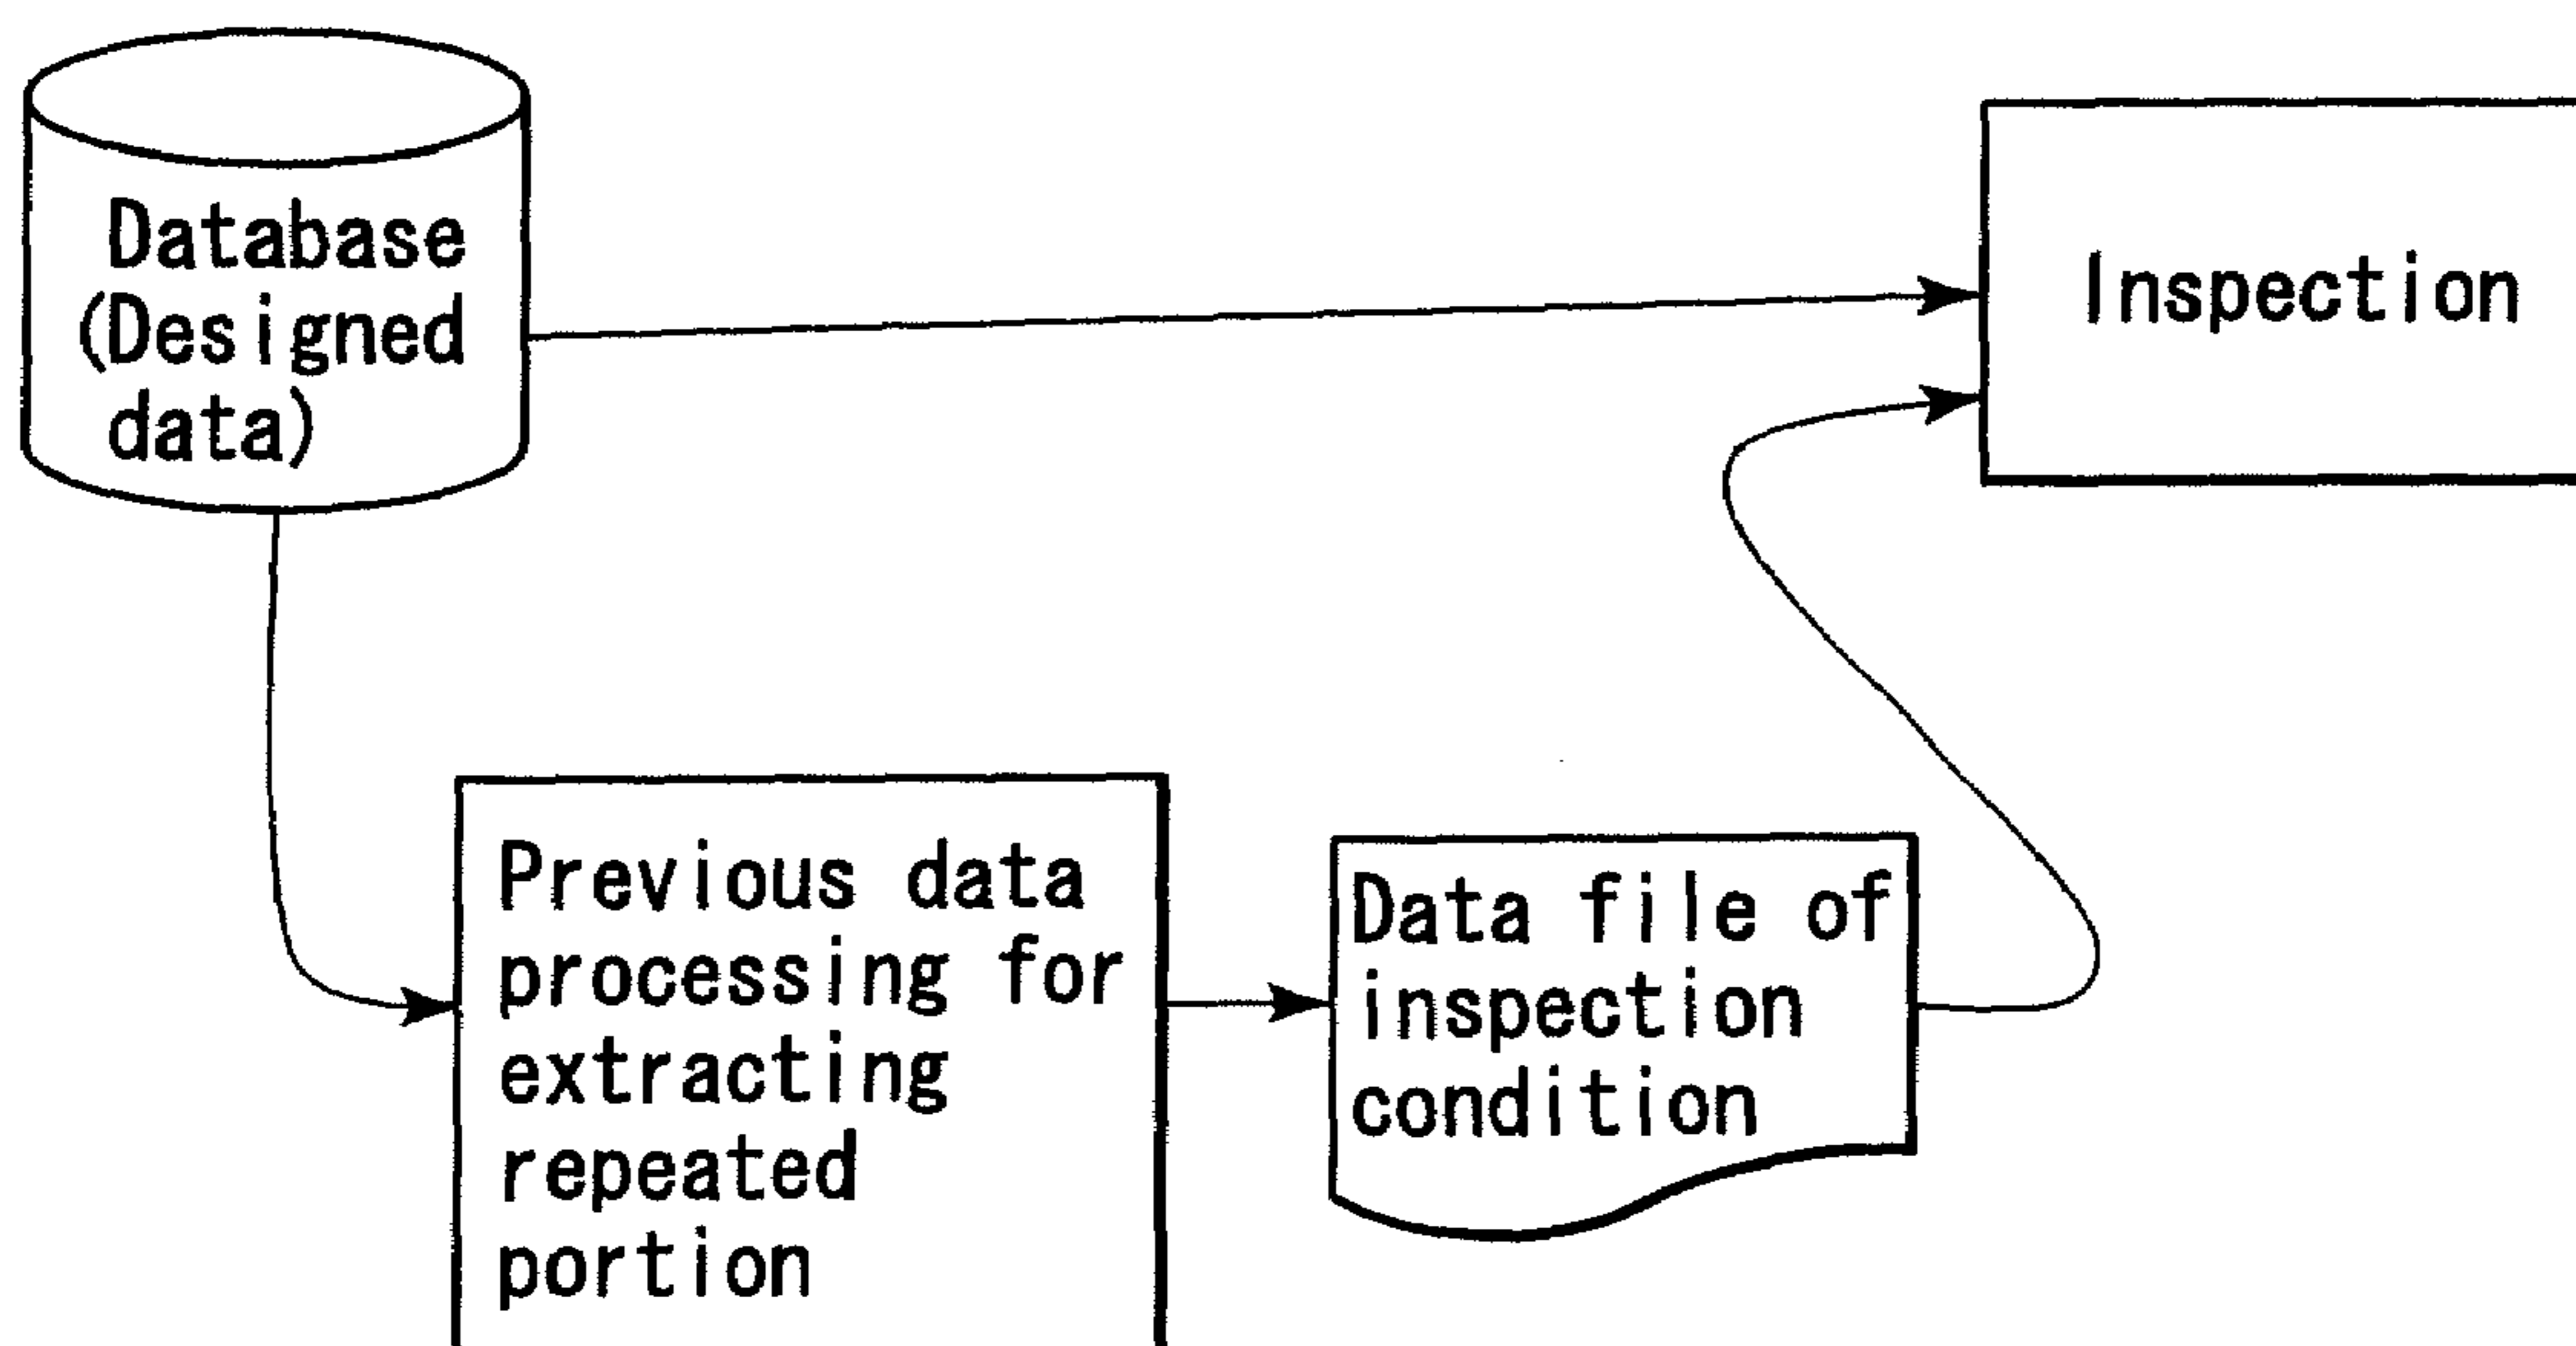 Database
(Designed
data)
Inspection
Previous data
processing for
extracting
repeated
portion
Data file of
inspection
condition